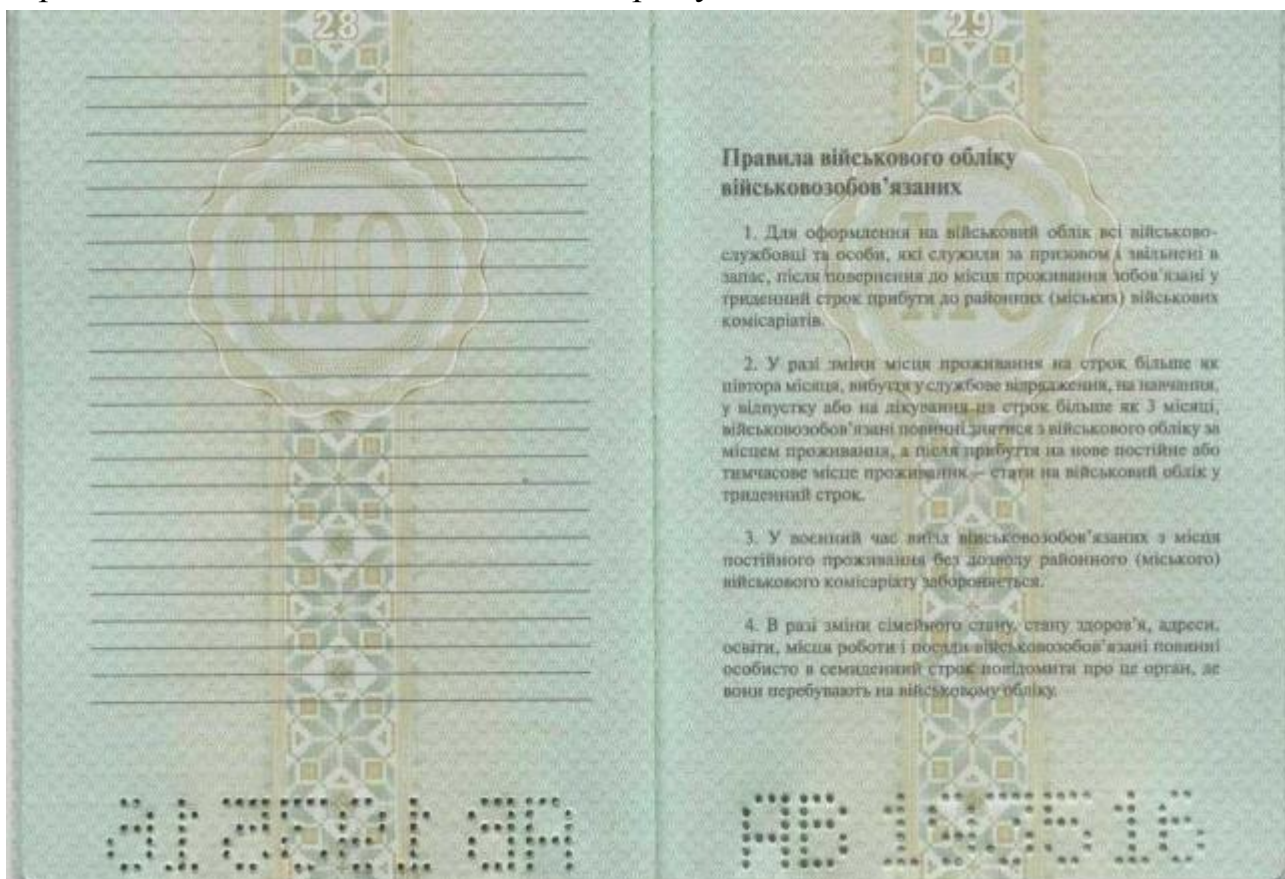 28
МО
29
Правила військового обліку
військовозобов’язаних
1. Для оформлення на військовий облік всі військово-
службовці та особи, які служили за призовом і звільнені в
запас, після повернення до місця проживання зобов’язані у
триденний строк прибути до районних (міських) військових
комісаріатів.
2. У разі зміни місця проживання на строк більше як
півтора місяця, вибуття у службове відрядження, на навчання,
у відпустку або на лікування на строк більше як 3 місяці,
військовозобов’язані повинні знятися з військового обліку за
місцем проживання, а після прибуття на нове постійне або
тимчасове місце проживання – стати на військовий облік у
триденний строк.
3. У воєнний час виїзд військовозобов’язаних з місця
постійного проживання без дозволу районного (міського)
військового комісаріату забороняється.
4. В разі зміни сімейного стану, стану здоров’я, адреси,
освіти, місця роботи і посади військовозобов’язані повинні
особисто в семиденний строк повідомити про це орган, де
вони перебувають на військовому обліку.
МО
АБ